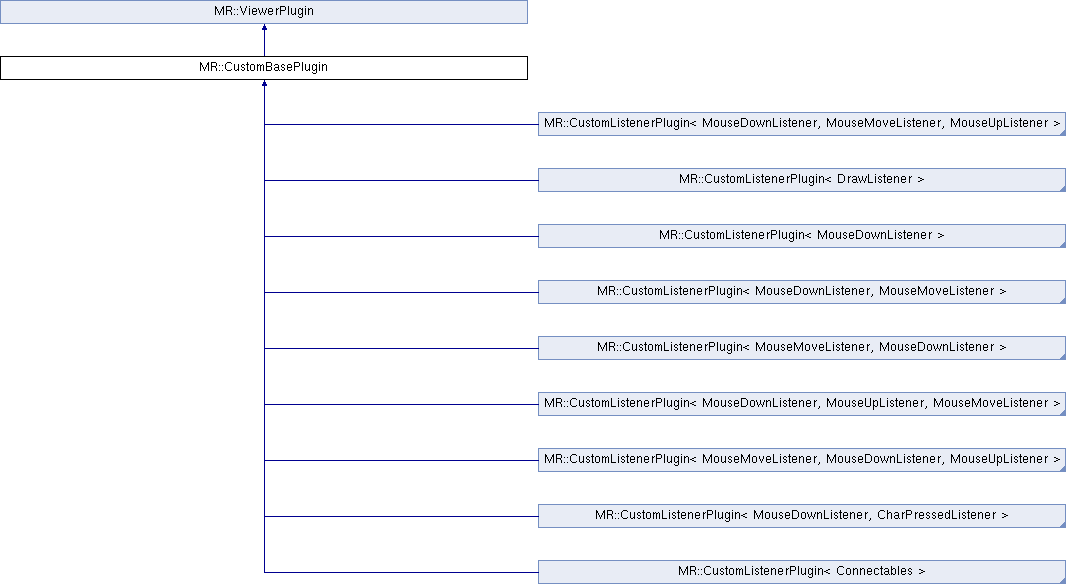 MR::ViewerPlugin
MR::CustomBasePlugin
MR::CustomListenerPlugin< MouseDownListener, MouseMoveListener, MouseUpListener >
MR::CustomListenerPlugin< DrawListener >
MR::CustomListenerPlugin< MouseDownListener >
MR::CustomListenerPlugin< MouseDownListener, MouseMoveListener >
MR::CustomListenerPlugin< MouseMoveListener, MouseDownListener >
MR::CustomListenerPlugin< MouseDownListener, MouseUpListener, MouseMoveListener >
MR::CustomListenerPlugin< MouseMoveListener, MouseDownListener, MouseUpListener >
MR::CustomListenerPlugin< MouseDownListener, CharPressedListener >
MR::CustomListenerPlugin< Connectables >